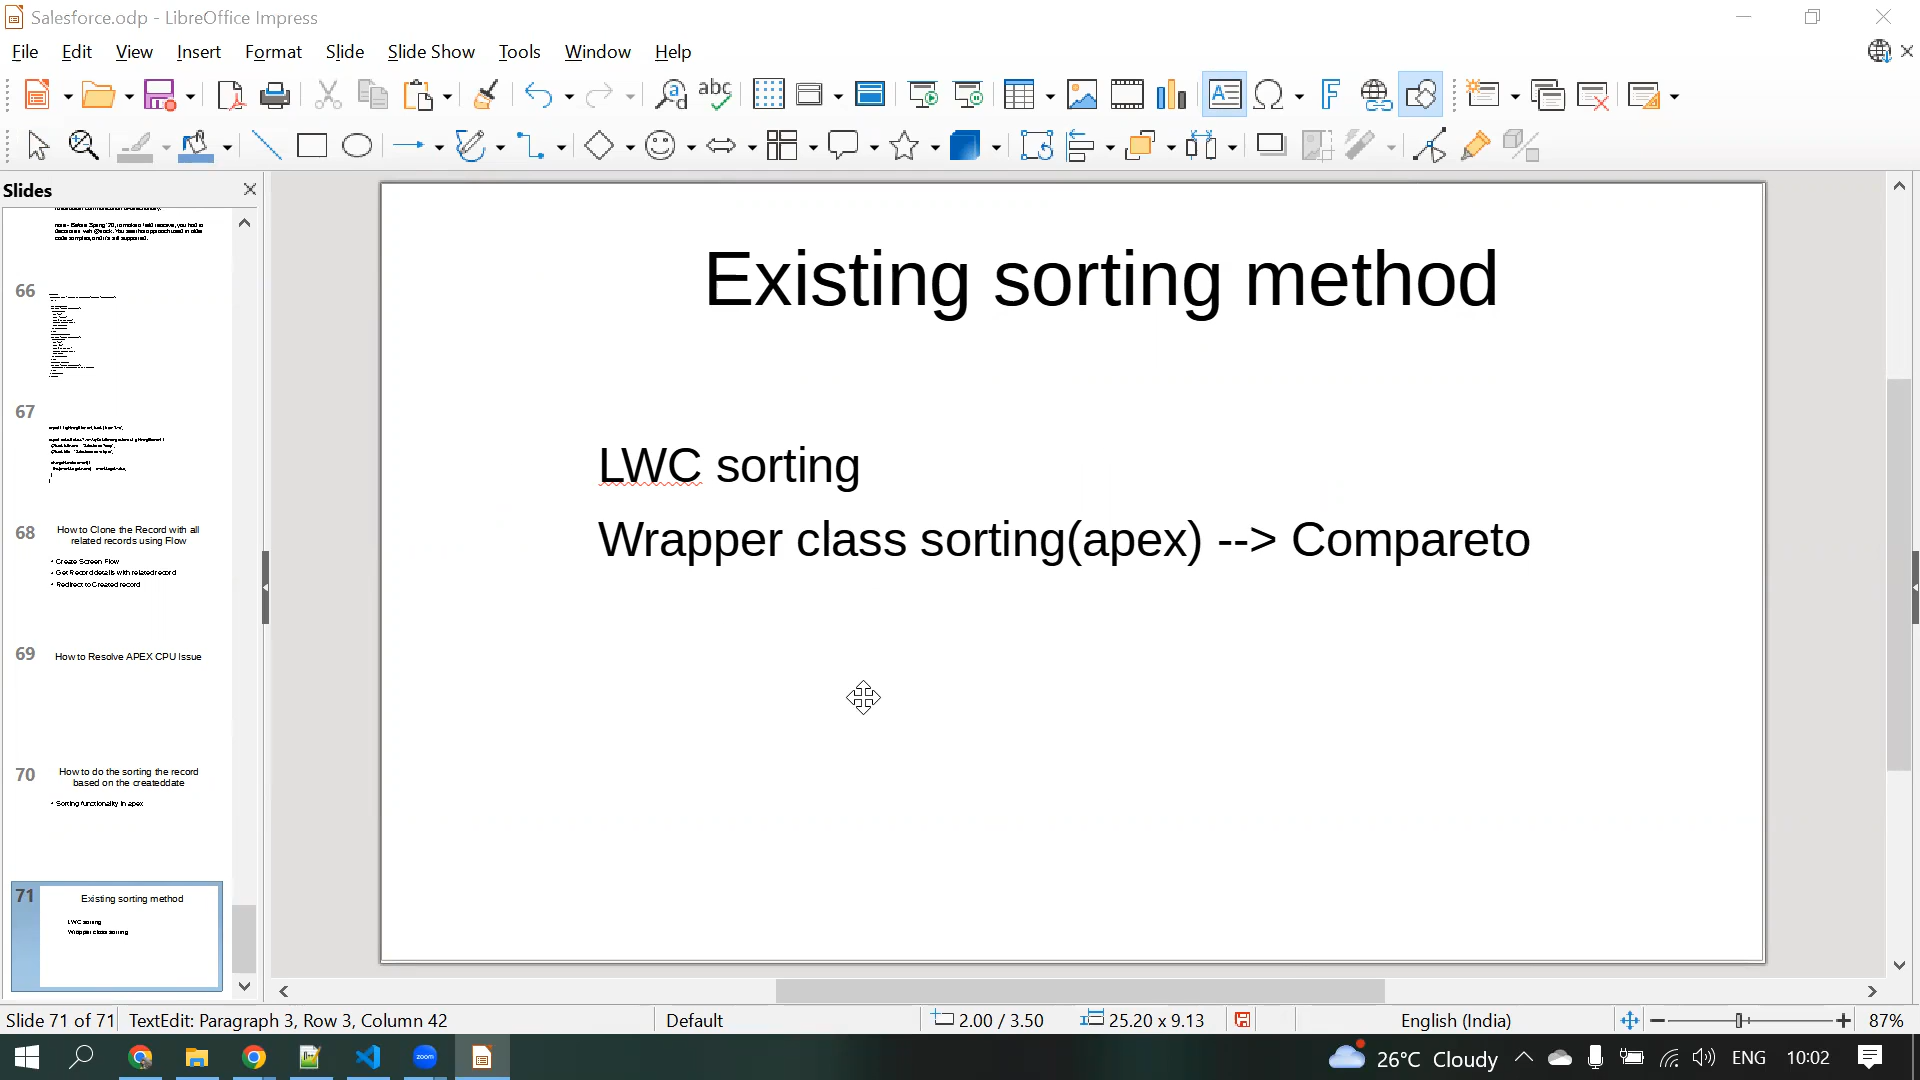 Salesforce.odp - LibreOffice Impress
File Edit View Insert Format Slide Slide Show Tools Window Help
Slides
66
67
68
How to Clone the Record with all
related records using Flow
• Create Screen Flow
• Get Record details with related record
• Redirect to Created record
69
How to Resolve APEX CPU Issue
70
How to do the sorting the record
based on the createddate
• Sorting functionality in apex
71
Existing sorting method
LWC sorting
Wrapper class sorting
Existing sorting method
LWC sorting
Wrapper class sorting(apex) --> Compareto
Slide 71 of 71 TextEdit: Paragraph 3, Row 3, Column 42 Default 2.00 / 3.50 25.20 x 9.13 English (India) 87%
zoom 26°C Cloudy ENG 10:02